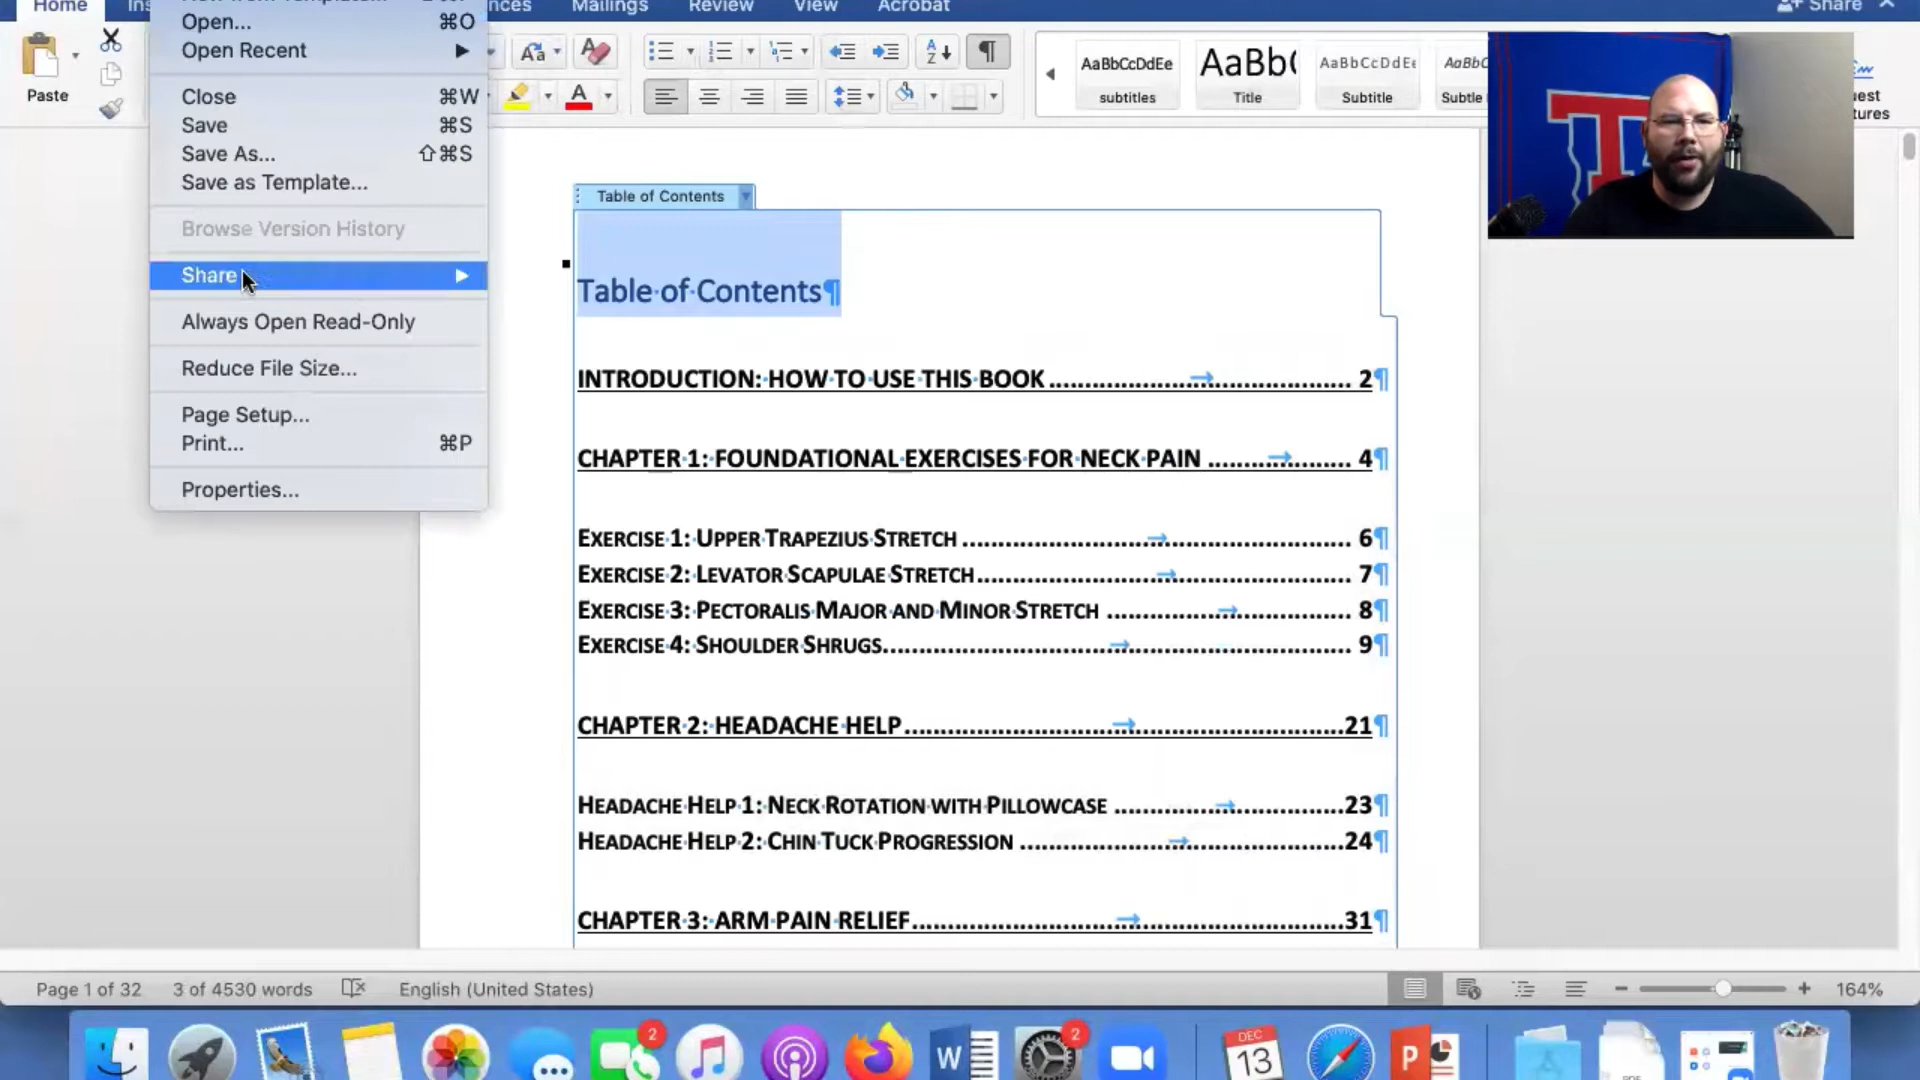 Home
Mailings
Review
View
Acrobat
Share
Open... ⌘O
Open Recent
Close ⌘W
Save ⌘S
Save As... ⇧⌘S
Save as Template...
Browse Version History
Share
Always Open Read-Only
Reduce File Size...
Page Setup...
Print... ⌘P
Properties...
Paste
AaBbCcDdEe
subtitles
AaBb(
Title
AaBbCcDdEe
Subtitle
Subtle
Table of Contents
Table of Contents¶
INTRODUCTION: HOW TO USE THIS BOOK 2¶
CHAPTER 1: FOUNDATIONAL EXERCISES FOR NECK PAIN 4¶
EXERCISE 1: UPPER TRAPEZIUS STRETCH 6¶
EXERCISE 2: LEVATOR SCAPULAE STRETCH 7¶
EXERCISE 3: PECTORALIS MAJOR AND MINOR STRETCH 8¶
EXERCISE 4: SHOULDER SHRUGS 9¶
CHAPTER 2: HEADACHE HELP 21¶
HEADACHE HELP 1: NECK ROTATION WITH PILLOWCASE 23¶
HEADACHE HELP 2: CHIN TUCK PROGRESSION 24¶
CHAPTER 3: ARM PAIN RELIEF 31¶
Page 1 of 32 3 of 4530 words English (United States) 164%
2
2
W
DEC
13
P